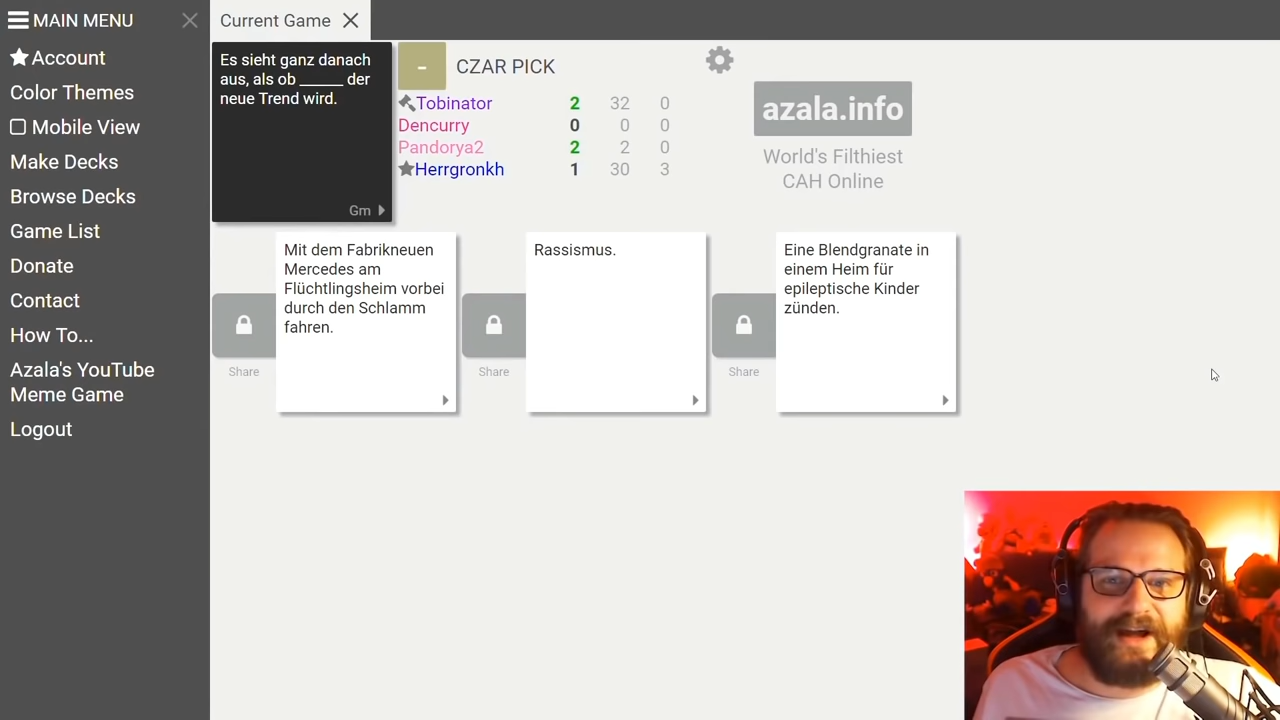 MAIN MENU
Account
Color Themes
Mobile View
Make Decks
Browse Decks
Game List
Donate
Contact
How To...
Azala's YouTube
Meme Game
Logout
Current Game
Es sieht ganz danach
aus, als ob ______ der
neue Trend wird.
Gm
-
CZAR PICK
Tobinator 2 32 0
Dencurry 0 0 0
Pandorya2 2 2 0
Herrgronkh 1 30 3
azala.info
World's Filthiest
CAH Online
Share
Mit dem Fabrikneuen
Mercedes am
Flüchtlingsheim vorbei
durch den Schlamm
fahren.
Share
Rassismus.
Share
Eine Blendgranate in
einem Heim für
epileptische Kinder
zünden.